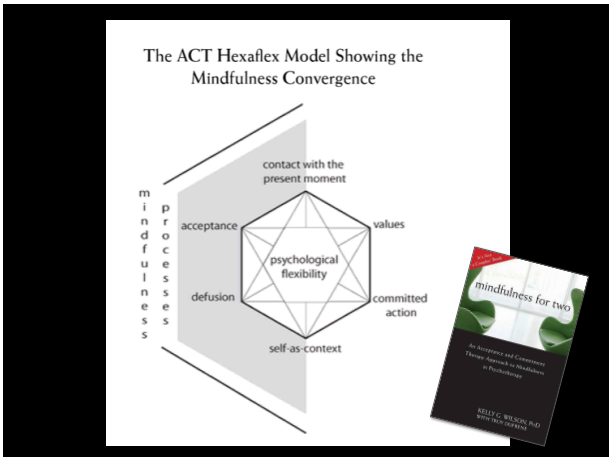 The ACT Hexaflex Model Showing the
Mindfulness Convergence
contact with the
present moment
mindfulness
processes
acceptance
values
psychological
flexibility
defusion
committed
action
self-as-context
mindfulness for two
An Acceptance and Commitment
Therapy Approach to Mindfulness
in Psychotherapy
KELLY G. WILSON, PhD
WITH TROY DUFRENE